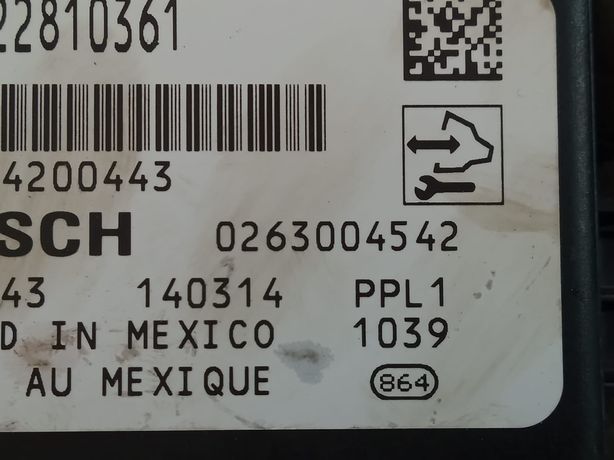 22810361
4200443
SCH 0263004542
43 140314 PPL1
D IN MEXICO 1039
AU MEXIQUE 864